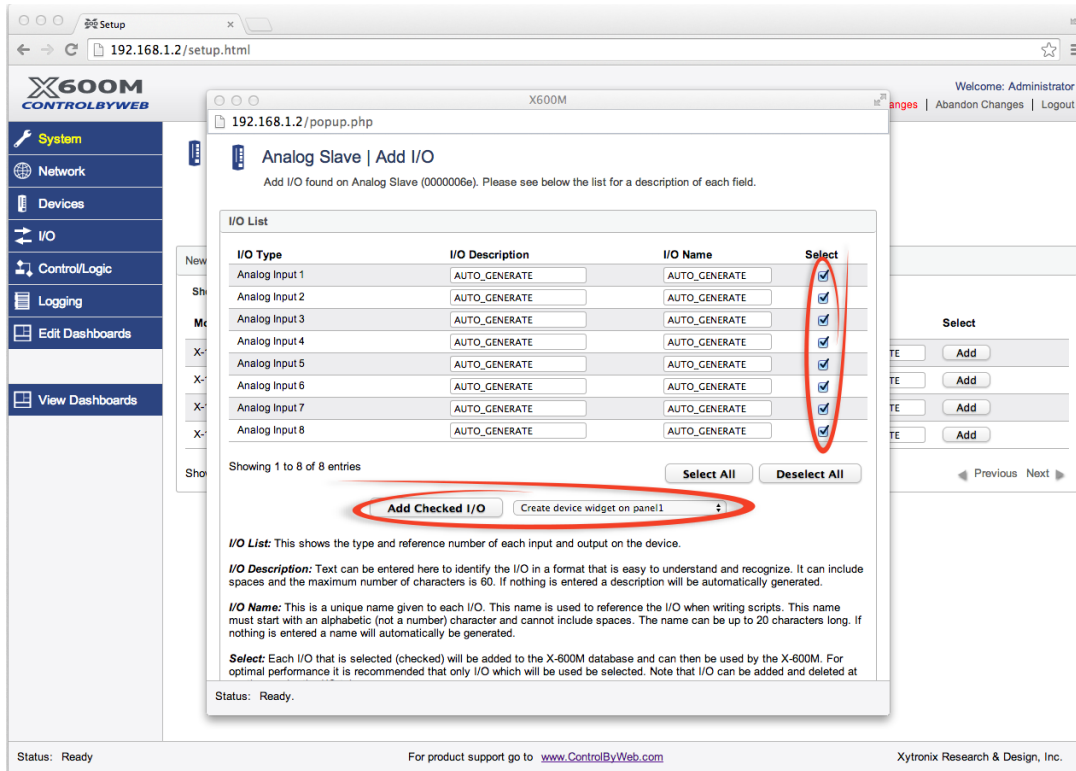 Setup
192.168.1.2/setup.html
X600M
CONTROLBYWEB
Welcome: Administrator
anges | Abandon Changes | Logout
System
Network
Devices
I/O
Control/Logic
Logging
Edit Dashboards
View Dashboards
X600M
192.168.1.2/popup.php
Analog Slave | Add I/O
Add I/O found on Analog Slave (0000006e). Please see below the list for a description of each field.
I/O List
I/O Type I/O Description I/O Name Select
Analog Input 1 AUTO_GENERATE AUTO_GENERATE
Analog Input 2 AUTO_GENERATE AUTO_GENERATE
Analog Input 3 AUTO_GENERATE AUTO_GENERATE
Analog Input 4 AUTO_GENERATE AUTO_GENERATE
Analog Input 5 AUTO_GENERATE AUTO_GENERATE
Analog Input 6 AUTO_GENERATE AUTO_GENERATE
Analog Input 7 AUTO_GENERATE AUTO_GENERATE
Analog Input 8 AUTO_GENERATE AUTO_GENERATE
Showing 1 to 8 of 8 entries
Select All Deselect All
Add Checked I/O Create device widget on panel1
I/O List: This shows the type and reference number of each input and output on the device.
I/O Description: Text can be entered here to identify the I/O in a format that is easy to understand and recognize. It can include
spaces and the maximum number of characters is 60. If nothing is entered a description will be automatically generated.
I/O Name: This is a unique name given to each I/O. This name is used to reference the I/O when writing scripts. This name
must start with an alphabetic (not a number) character and cannot include spaces. The name can be up to 20 characters long. If
nothing is entered a name will automatically be generated.
Select: Each I/O that is selected (checked) will be added to the X-600M database and can then be used by the X-600M. For
optimal performance it is recommended that only I/O which will be used be selected. Note that I/O can be added and deleted at
Status: Ready.
New
Sho
Mo
Select
X-1
TE Add
X-1
TE Add
X-1
TE Add
X-1
TE Add
Show
Previous Next
Status: Ready
For product support go to www.ControlByWeb.com
Xytronix Research & Design, Inc.